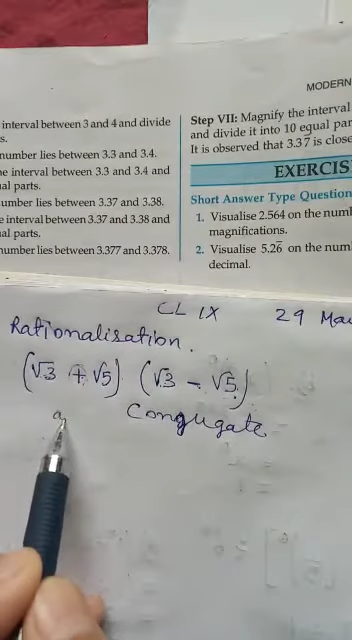 MODERN
interval between 3 and 4 and divide
s.
number lies between 3.3 and 3.4.
e interval between 3.3 and 3.4 and
al parts.
umber lies between 3.37 and 3.38.
e interval between 3.37 and 3.38 and
al parts.
number lies between 3.377 and 3.378.
Step VII: Magnify the interval
and divide it into 10 equal par
It is observed that 3.37̅ is close
EXERCIS
Short Answer Type Question
1. Visualise 2.564 on the num
magnifications.
2. Visualise 5.26̅ on the num
decimal.
CL IX 29 Ma
Rationalisation.
(√3 + √5) (√3 - √5)
a Conjugate